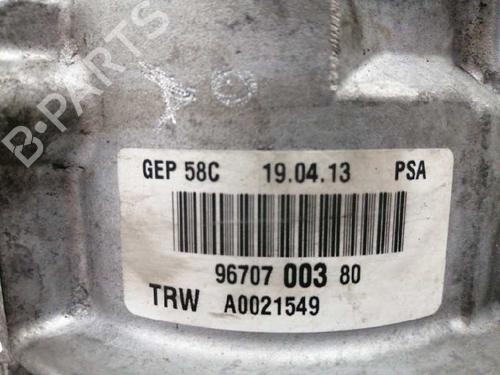 B-PARTS
GEP 58C 19.04.13 PSA
96707 003 80
TRW A0021549